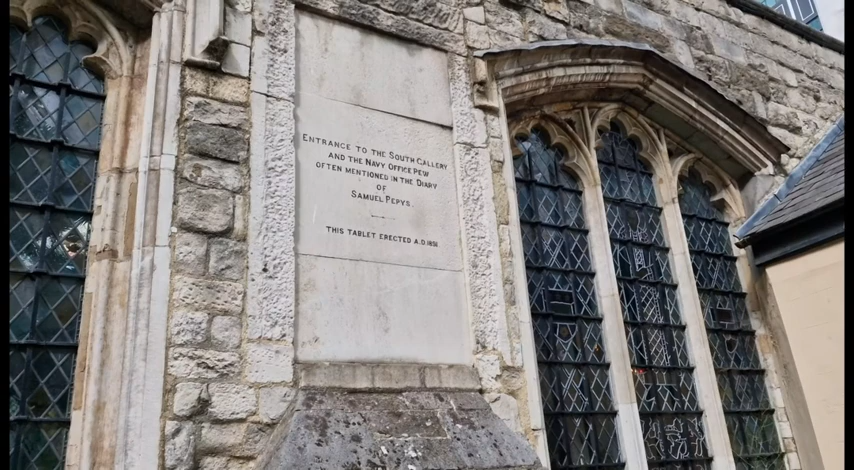 ENTRANCE TO THE SOUTH GALLERY
AND THE NAVY OFFICE PEW
OFTEN MENTIONED IN THE DIARY
OF
SAMUEL PEPYS.
THIS TABLET ERECTED A.D. 1891.